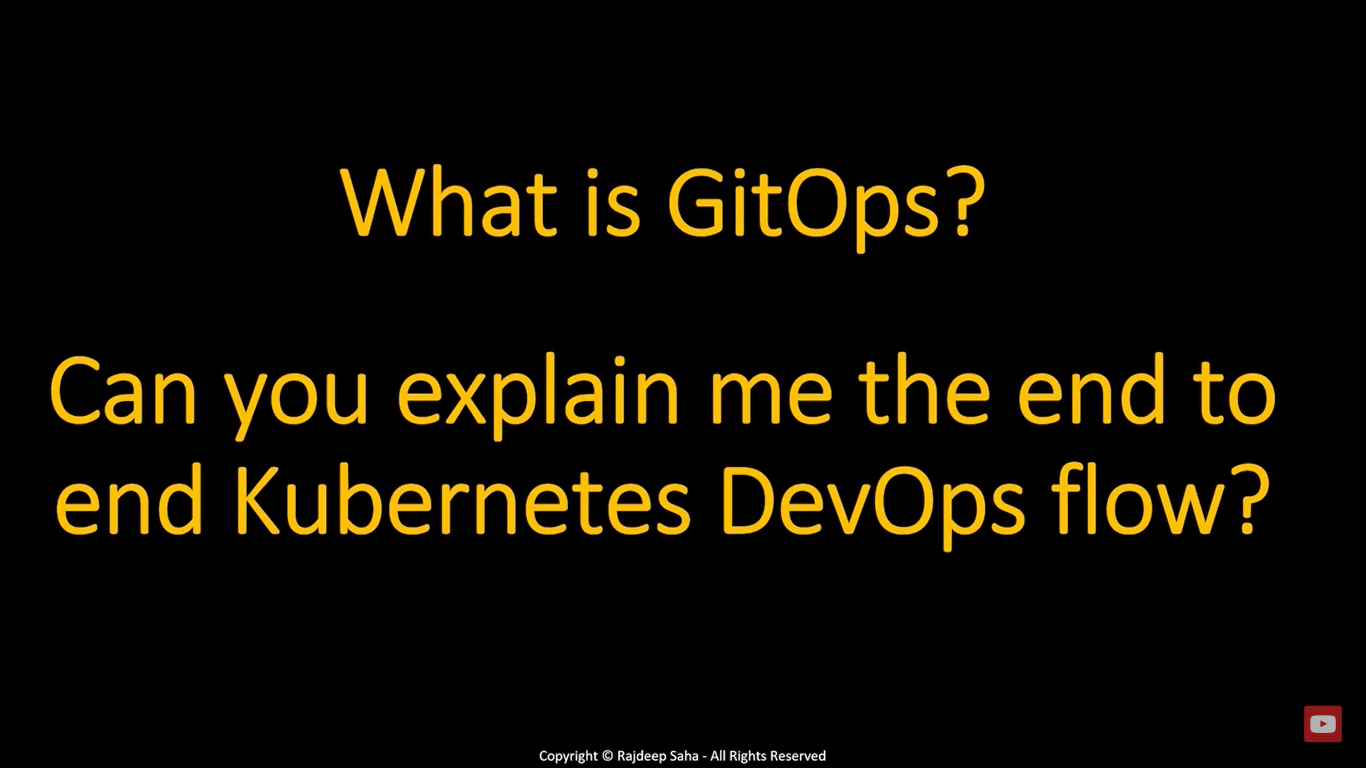 What is GitOps?
Can you explain me the end to
end Kubernetes DevOps flow?
Copyright © Rajdeep Saha - All Rights Reserved